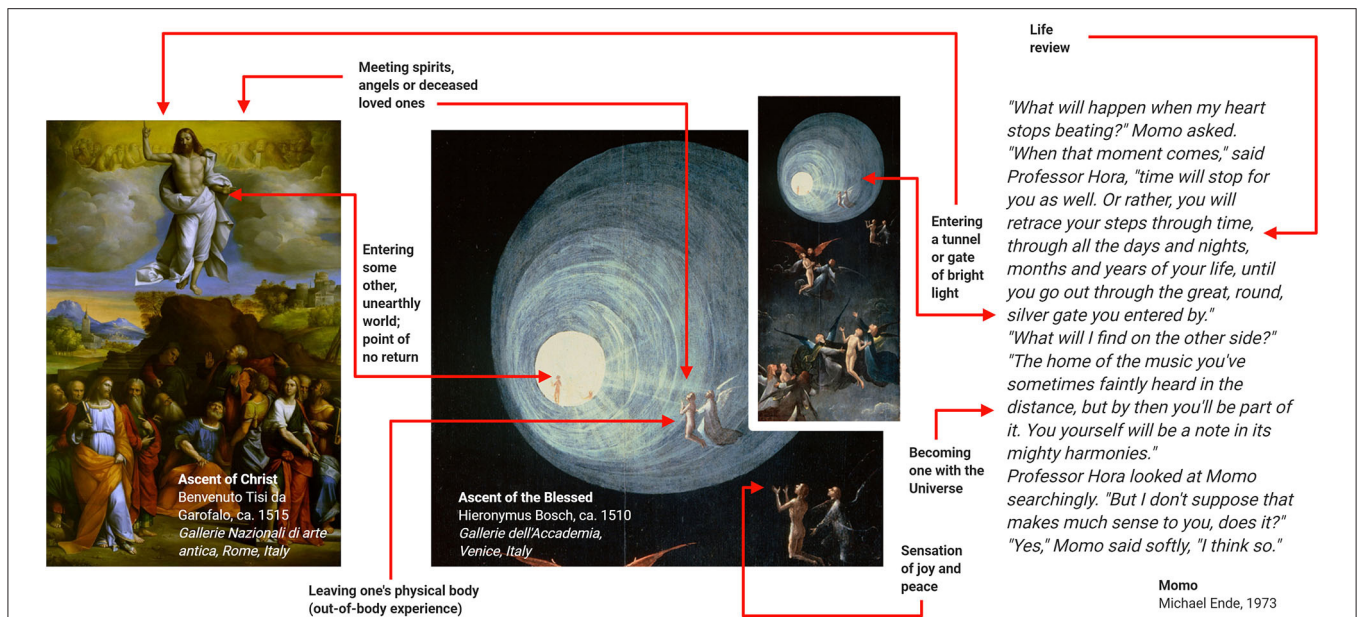 Life
review
Meeting spirits,
angels or deceased
loved ones
"What will happen when my heart
stops beating?" Momo asked.
"When that moment comes," said
Professor Hora, "time will stop for
you as well. Or rather, you will
retrace your steps through time,
through all the days and nights,
months and years of your life, until
you go out through the great, round,
silver gate you entered by."
"What will I find on the other side?"
"The home of the music you've
sometimes faintly heard in the
distance, but by then you'll be part of
it. You yourself will be a note in its
mighty harmonies."
Professor Hora looked at Momo
searchingly. "But I don't suppose that
makes much sense to you, does it?"
"Yes," Momo said softly, "I think so."
Momo
Michael Ende, 1973
Entering
some
other,
unearthly
world;
point of
no return
Entering
a tunnel
or gate
of bright
light
Becoming
one with the
Universe
Sensation
of joy and
peace
Ascent of Christ
Benvenuto Tisi da
Garofalo, ca. 1515
Gallerie Nazionali di arte
antica, Rome, Italy
Ascent of the Blessed
Hieronymus Bosch, ca. 1510
Gallerie dell'Accademia,
Venice, Italy
Leaving one's physical body
(out-of-body experience)